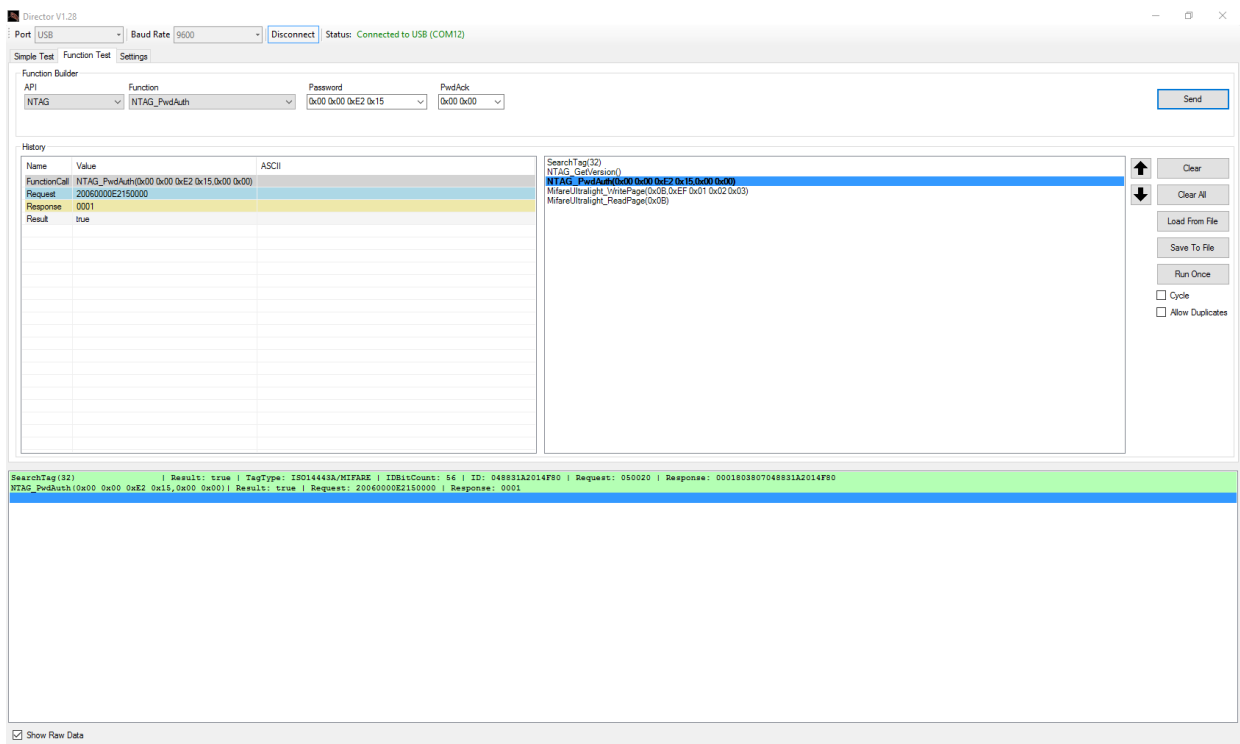 Director V1.28
Port USB Baud Rate 9600 Disconnect Status: Connected to USB (COM12)
Simple Test Function Test Settings
Function Builder
API Function Password PwdAck
NTAG NTAG_PwdAuth 0x00 0x00 0xE2 0x15 0x00 0x00 Send
History
Name Value ASCII
FunctionCall NTAG_PwdAuth(0x00 0x00 0xE2 0x15,0x00 0x00)
Request 20060000E2150000
Response 0001
Result true
SearchTag(32)
NTAG_GetVersion()
NTAG_PwdAuth(0x00 0x00 0xE2 0x15,0x00 0x00)
MifareUltralight_WritePage(0x0B,0xEF 0x01 0x02 0x03)
MifareUltralight_ReadPage(0x0B)
Clear
Clear All
Load From File
Save To File
Run Once
Cycle
Allow Duplicates
SearchTag(32) | Result: true | TagType: ISO14443A/MIFARE | IDBitCount: 56 | ID: 048831A2014F80 | Request: 050020 | Response: 0001803807048831A2014F80
NTAG_PwdAuth(0x00 0x00 0xE2 0x15,0x00 0x00)| Result: true | Request: 20060000E2150000 | Response: 0001
Show Raw Data